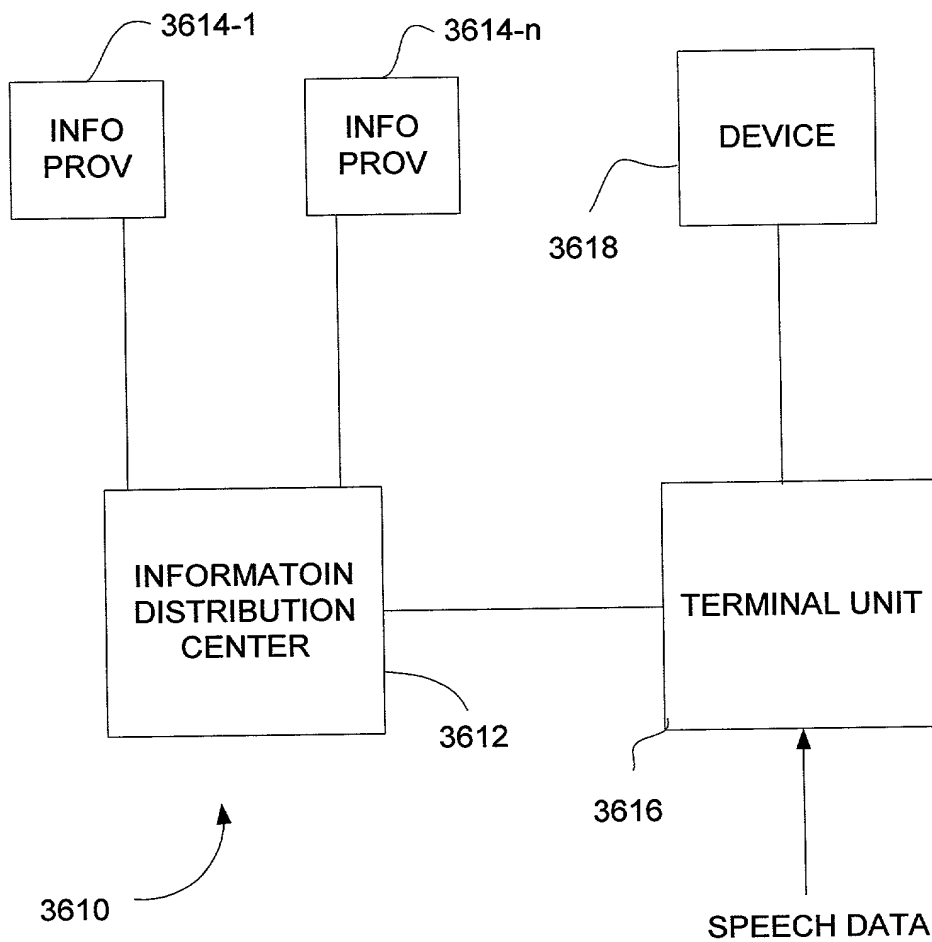 3614-1
3614-n
INFO
PROV
INFO
PROV
DEVICE
3618
INFORMATOIN
DISTRIBUTION
CENTER
TERMINAL UNIT
3612
3616
3610
SPEECH DATA